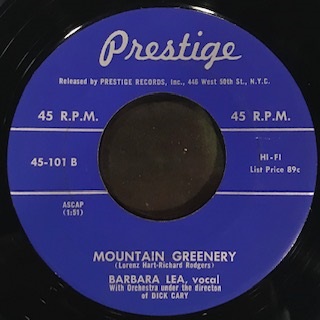 Prestige
Released by PRESTIGE RECORDS, Inc., 446 West 50th St., N.Y.C.
45 R.P.M. 45 R.P.M.
45-101 B HI-FI
List Price 89c
ASCAP
(1:51)
MOUNTAIN GREENERY
(Lorenz Hart-Richard Rodgers)
BARBARA LEA, vocal
With Orchestra under the direction
of DICK CARY